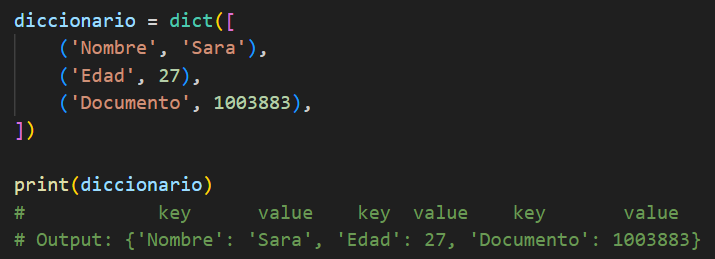 diccionario = dict([
    ('Nombre', 'Sara'),
    ('Edad', 27),
    ('Documento', 1003883),
])
print(diccionario)
#            key      value    key  value    key       value
# Output: {'Nombre': 'Sara', 'Edad': 27, 'Documento': 1003883}